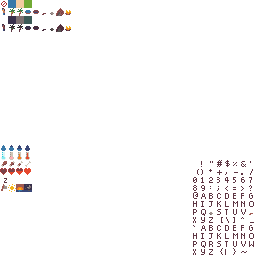 Z
! " # $ % & '
( ) * + , - . /
0 1 2 3 4 5 6 7
8 9 : ; < = > ?
@ A B C D E F G
H I J K L M N O
P Q R S T U V W
X Y Z [ \ ] ^ _
` A B C D E F G
H I J K L M N O
P Q R S T U V W
X Y Z { | } ~